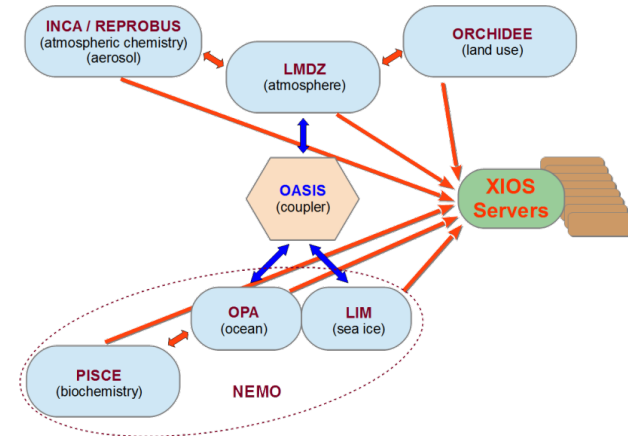 INCA / REPROBUS
(atmospheric chemistry)
(aerosol)
ORCHIDEE
(land use)
LMDZ
(atmosphere)
OASIS
(coupler)
XIOS
Servers
OPA
(ocean)
LIM
(sea ice)
PISCE
(biochemistry)
NEMO